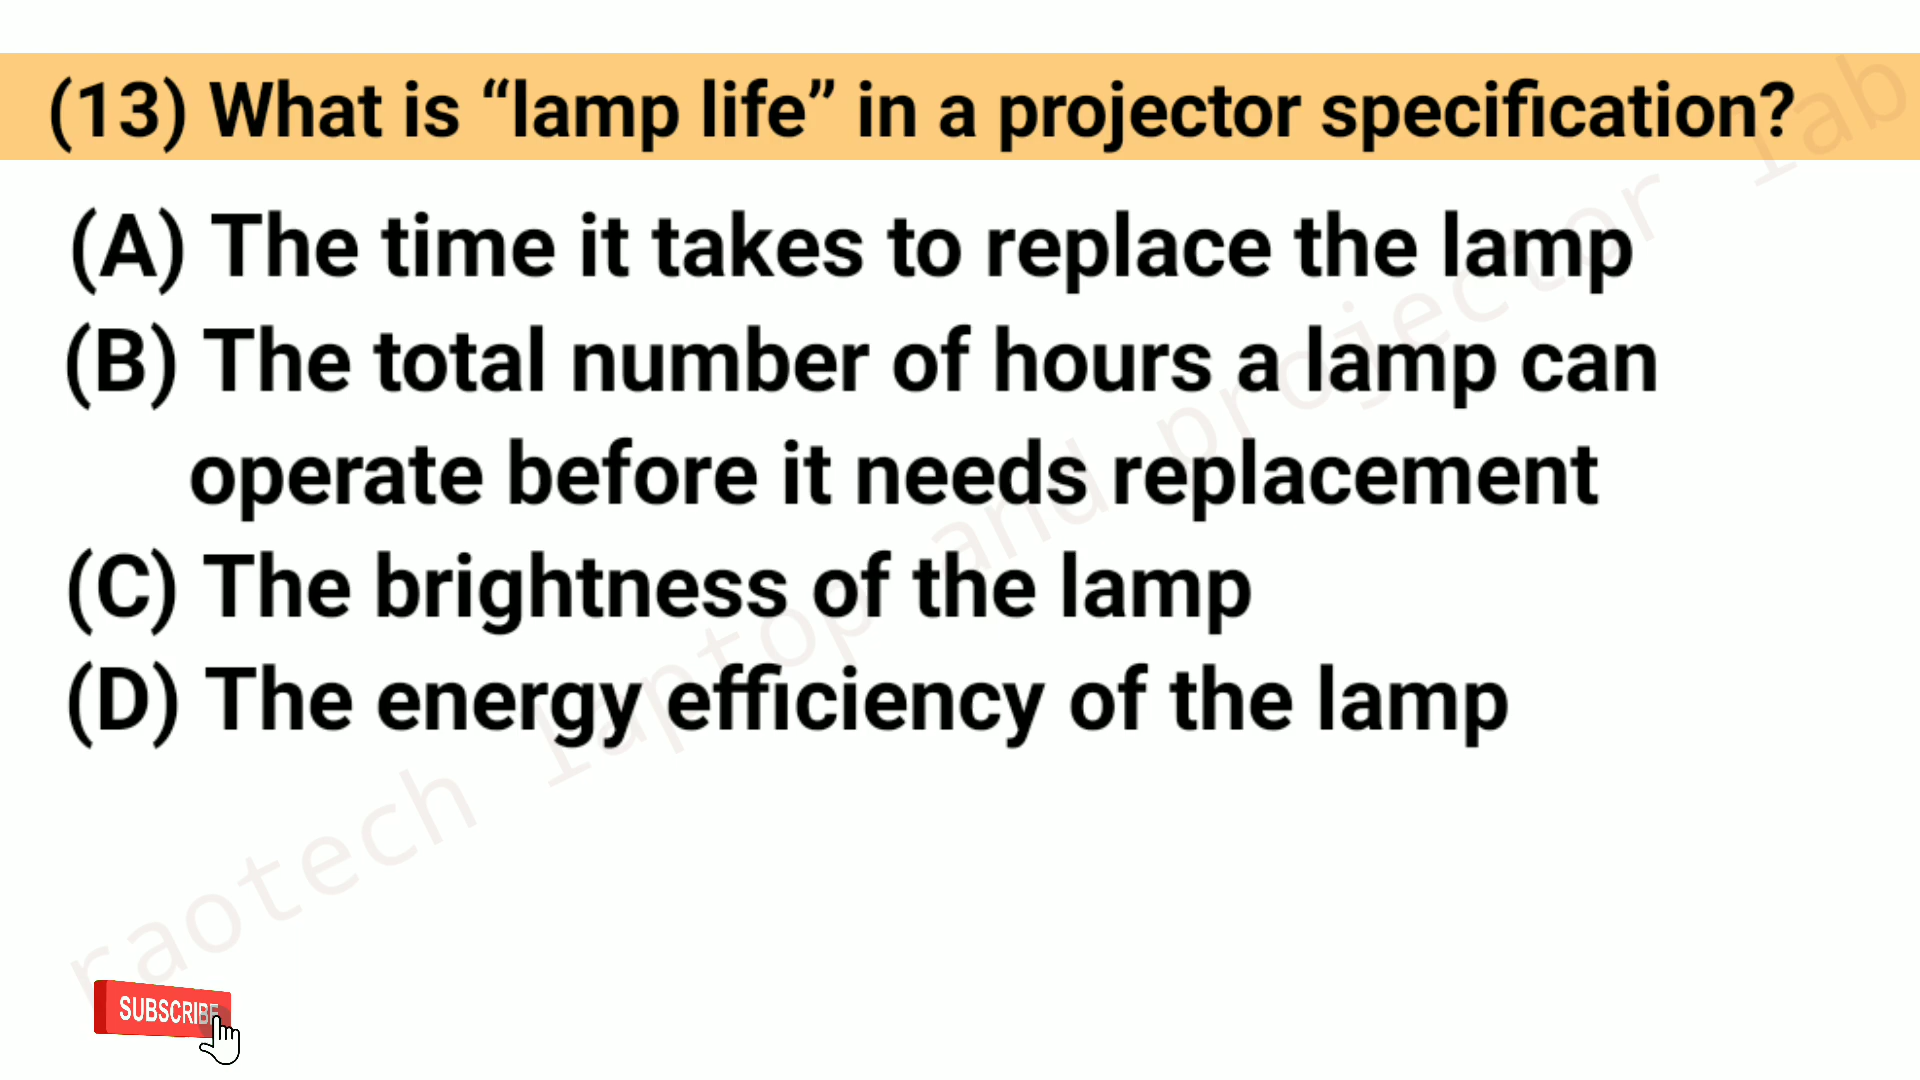 (13) What is “lamp life” in a projector specification?
(A) The time it takes to replace the lamp
(B) The total number of hours a lamp can
operate before it needs replacement
(C) The brightness of the lamp
(D) The energy efficiency of the lamp
raotech laptop and projector lab
SUBSCRIBE